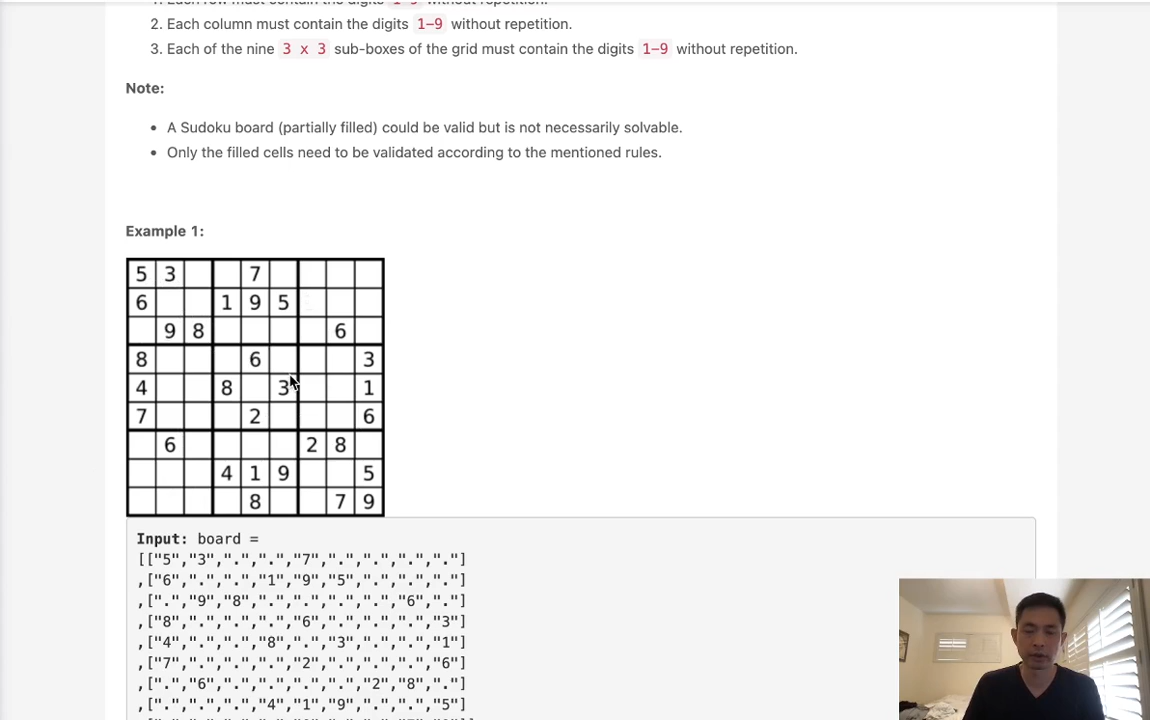 2. Each column must contain the digits 1-9 without repetition.
3. Each of the nine 3 x 3 sub-boxes of the grid must contain the digits 1-9 without repetition.
Note:
• A Sudoku board (partially filled) could be valid but is not necessarily solvable.
• Only the filled cells need to be validated according to the mentioned rules.
Example 1:
5 3 7
6 1 9 5
9 8 6
8 6 3
4 8 3 1
7 2 6
6 2 8
4 1 9 5
8 7 9
Input: board =
[["5","3",".",".","7",".",".",".","."]
,["6",".",".","1","9","5",".",".","."]
,[".","9","8",".",".",".",".","6","."]
,["8",".",".",".","6",".",".",".","3"]
,["4",".",".","8",".","3",".",".","1"]
,["7",".",".",".","2",".",".",".","6"]
,[".","6",".",".",".",".","2","8","."]
,[".",".",".","4","1","9",".",".","5"]